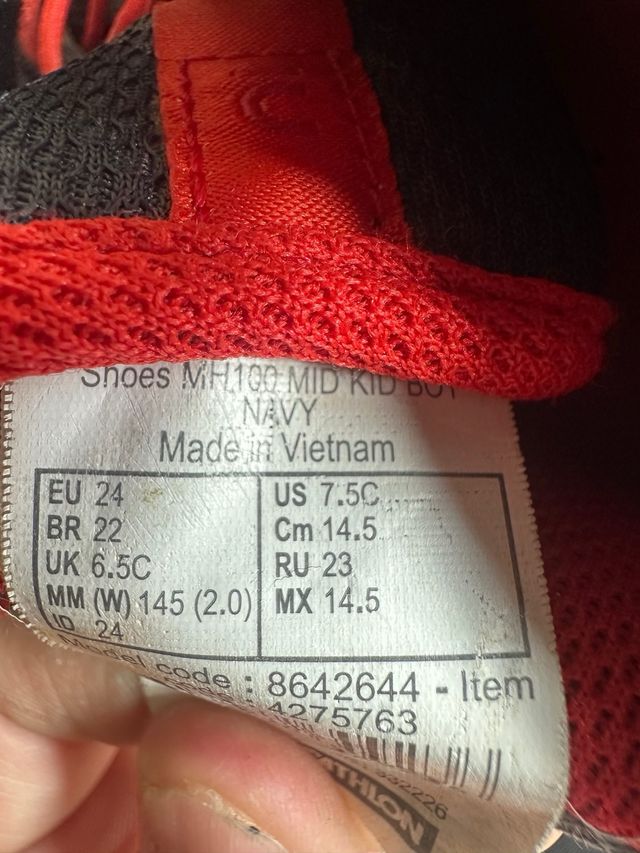 Shoes MH100 MID KID BOY
NAVY
Made in Vietnam
EU 24
BR 22
UK 6.5C
MM (W) 145 (2.0)
ID 24
US 7.5C
Cm 14.5
RU 23
MX 14.5
Model code : 8642644 - Item
: 4275763